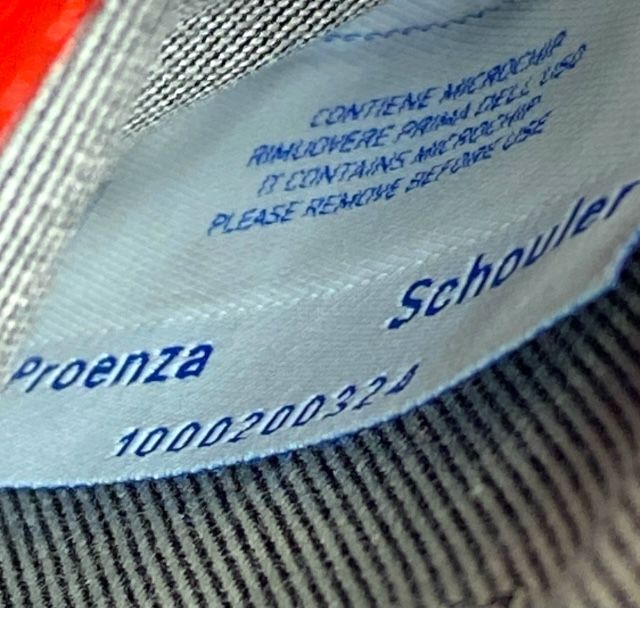 CONTIENE MICROCHIP
RIMUOVERE PRIMA DELL USO
IT CONTAINS MICROCHIP
PLEASE REMOVE BEFORE USE
Proenza Schouler
1000200324